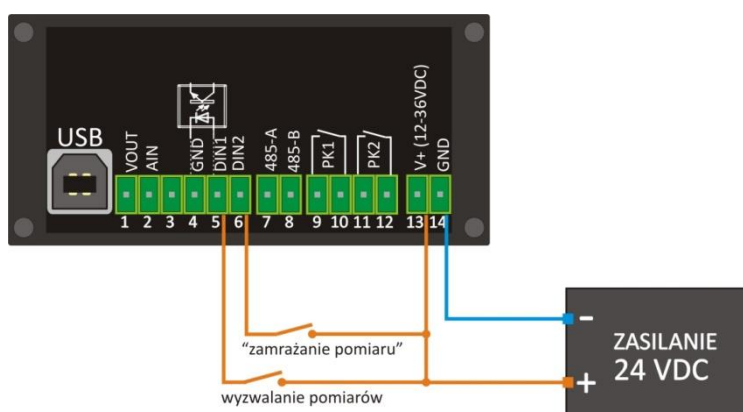 USB
VOUT
AIN
GND
DIN1
DIN2
485-A
485-B
PK1
PK2
V+ (12-36VDC)
GND
1 2 3 4 5 6 7 8 9 10 11 12 13 14
"zamrażanie pomiaru"
wyzwalanie pomiarów
-
ZASILANIE
24 VDC
+